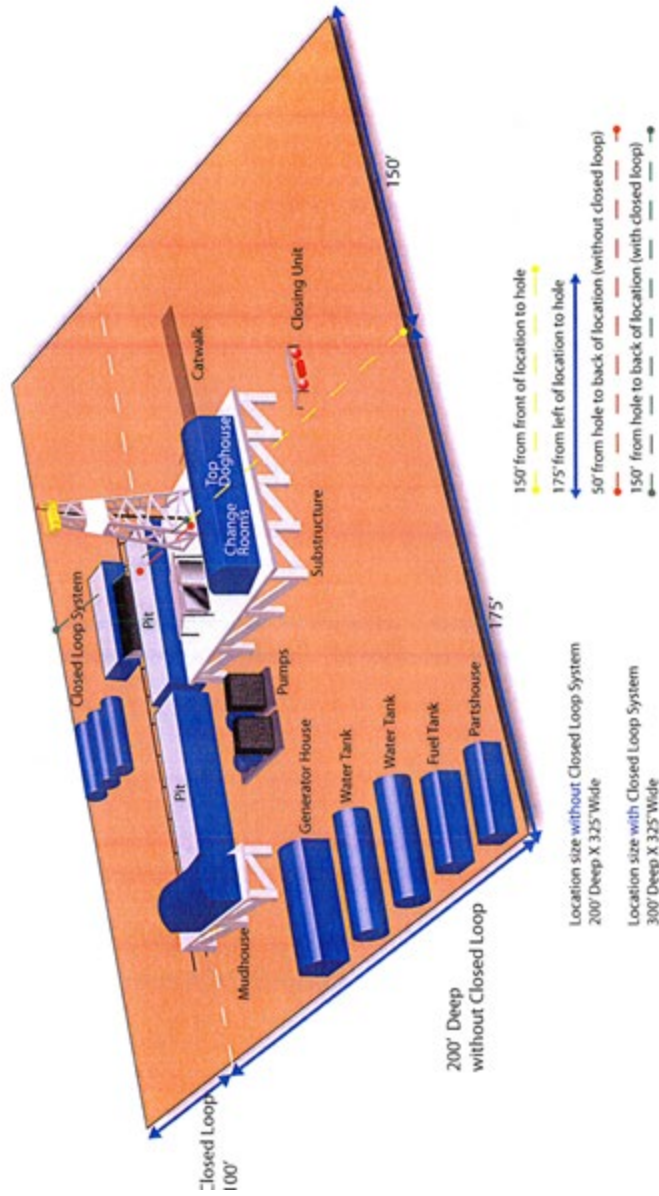 Closed Loop System
Pit
Pit
Mudhouse
Top
Doghouse
Change
Rooms
Catwalk
Closing Unit
Substructure
Pumps
Generator House
Water Tank
Water Tank
Fuel Tank
Partshouse
Closed Loop
100'
200' Deep
without Closed Loop
175'
150'
Location size without Closed Loop System
200' Deep X 325' Wide
Location size with Closed Loop System
300' Deep X 325' Wide
150' from front of location to hole
175' from left of location to hole
50' from hole to back of location (without closed loop)
150' from hole to back of location (with closed loop)